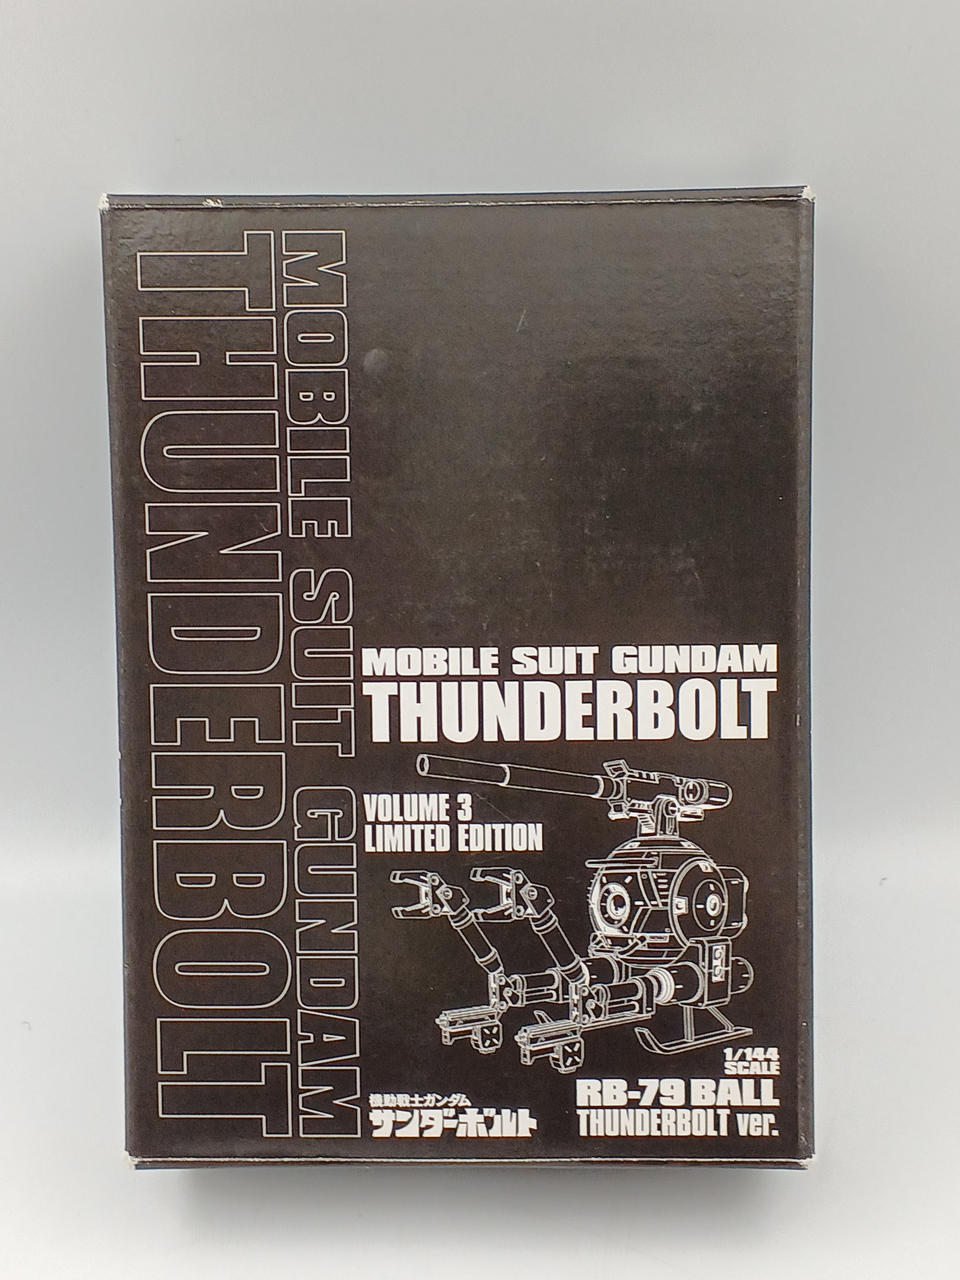 MOBILE SUIT GUNDAM
THUNDERBOLT
MOBILE SUIT GUNDAM
THUNDERBOLT
VOLUME 3
LIMITED EDITION
1/144
SCALE
RB-79 BALL
THUNDERBOLT ver.
機動戦士ガンダム
サンダーボルト